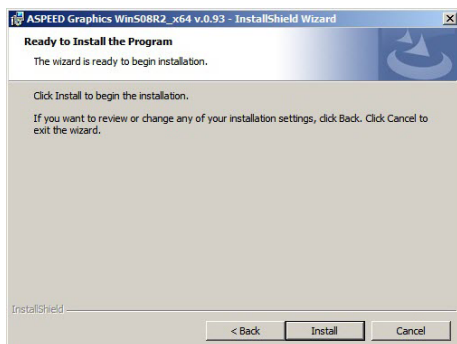 ASPEED Graphics WinS08R2_x64 v.0.93 - InstallShield Wizard
Ready to Install the Program
The wizard is ready to begin installation.
Click Install to begin the installation.
If you want to review or change any of your installation settings, click Back. Click Cancel to
exit the wizard.
InstallShield
< Back Install Cancel